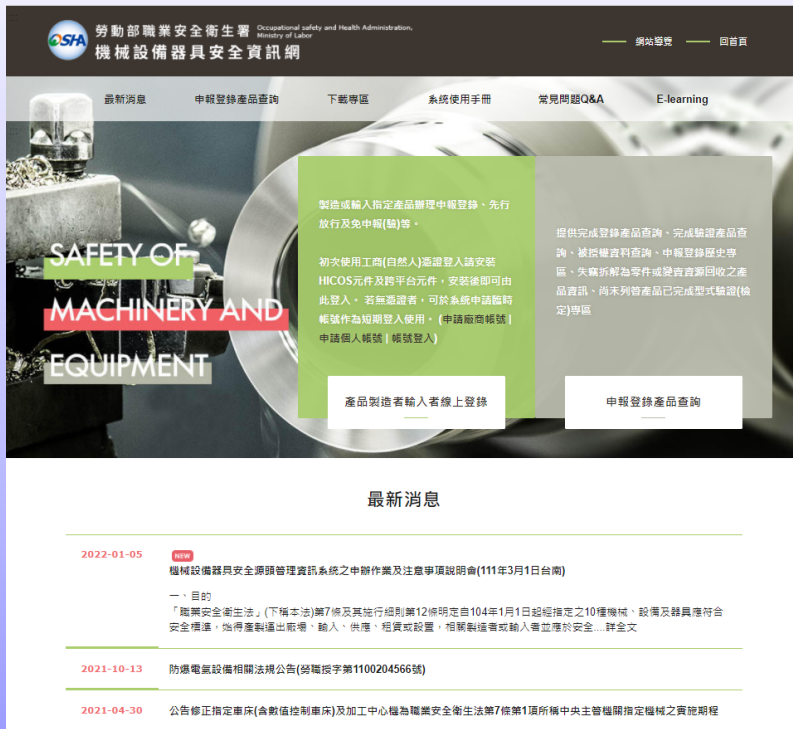 OSHA
勞動部職業安全衛生署 Occupational safety and Health Administration,
Ministry of Labor
機械設備器具安全資訊網
網站導覽
回首頁
最新消息 申報登錄產品查詢 下載專區 系統使用手冊 常見問題Q&A E-learning
SAFETY OF
MACHINERY AND
EQUIPMENT
製造或輸入指定產品辦理申報登錄、先行
放行及免申報(驗)等。
初次使用工商(自然人)憑證登入請安裝
HICOS元件及跨平台元件，安裝後即可由
此登入。 若無憑證者，可於系統申請臨時
帳號作為短期登入使用。 (申請廠商帳號 |
申請個人帳號 | 帳號登入)
產品製造者輸入者線上登錄
提供完成登錄產品查詢、完成驗證產品查
詢、被授權資料查詢、申報登錄歷史專
區、失竊拆解為零件或變賣資源回收之產
品資訊、尚未列管產品已完成型式驗證(檢
定)專區
申報登錄產品查詢
最新消息
2022-01-05 NEW
機械設備器具安全源頭管理資訊系統之申辦作業及注意事項說明會(111年3月1日台南)
一、目的
「職業安全衛生法」(下稱本法)第7條及其施行細則第12條明定自104年1月1日起經指定之10種機械、設備及器具應符合
安全標準，始得產製運出廠場、輸入、供應、租賃或設置，相關製造者或輸入者並應於安全....詳全文
2021-10-13 防爆電氣設備相關法規公告(勞職授字第1100204566號)
2021-04-30 公告修正指定車床(含數值控制車床)及加工中心機為職業安全衛生法第7條第1項所稱中央主管機關指定機械之實施期程